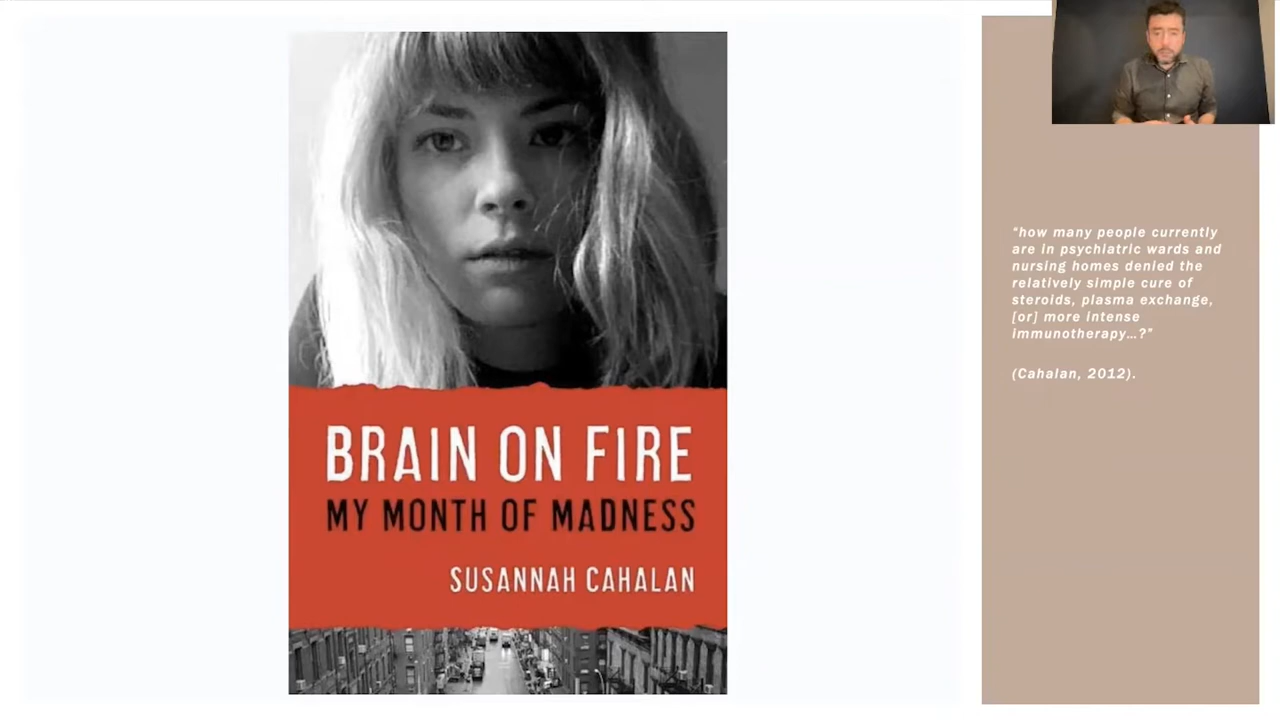 BRAIN ON FIRE
MY MONTH OF MADNESS
SUSANNAH CAHALAN
"how many people currently
are in psychiatric wards and
nursing homes denied the
relatively simple cure of
steroids, plasma exchange,
[or] more intense
immunotherapy…?"
(Cahalan, 2012).